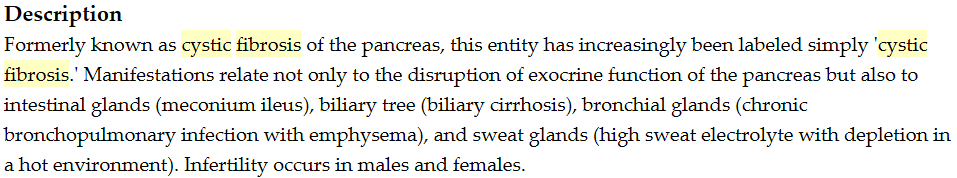 Description
Formerly known as cystic fibrosis of the pancreas, this entity has increasingly been labeled simply 'cystic
fibrosis.' Manifestations relate not only to the disruption of exocrine function of the pancreas but also to
intestinal glands (meconium ileus), biliary tree (biliary cirrhosis), bronchial glands (chronic
bronchopulmonary infection with emphysema), and sweat glands (high sweat electrolyte with depletion in
a hot environment). Infertility occurs in males and females.